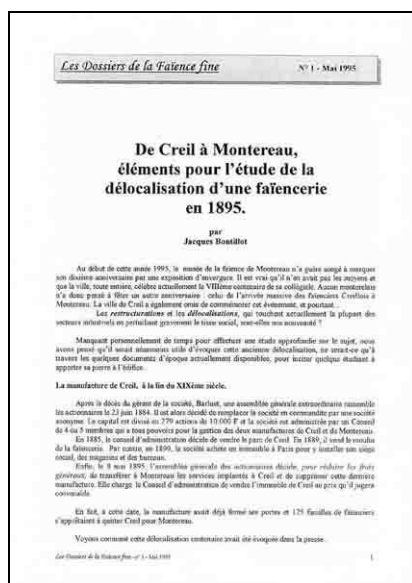 Les Dossiers de la Faïence fine N° 1 - Mai 1995
De Creil à Montereau,
éléments pour l'étude de la
délocalisation d'une faïencerie
en 1895.
par
Jacques Bontillot
Au début de cette année 1995, le musée de la faïence de Montereau n'a guère songé à marquer
son dixième anniversaire par une exposition d'envergure. Il est vrai qu'il n'en avait pas les moyens et
que la ville, toute entière, célèbre actuellement le VIIIème centenaire de sa collégiale. Aucun monterelais
n'a donc pensé à fêter un autre anniversaire : celui de l'arrivée massive des faïenciers Creillois à
Montereau. La ville de Creil a également omis de commémorer cet événement, et pourtant...
Les restructurations et les délocalisations, qui touchent actuellement la plupart des
secteurs industriels en perturbant gravement le tissu social, sont-elles une nouveauté ?
Manquant personnellement de temps pour effectuer une étude approfondie sur le sujet, nous
avons pensé qu'il serait néanmoins utile d'évoquer cette ancienne délocalisation, ne serait-ce qu'à
travers les quelques documents d'époque actuellement disponibles, pour inciter quelque étudiant à
apporter sa pierre à l'édifice.
La manufacture de Creil, à la fin du XIXème siècle.
Après le décès du gérant de la société, Barluet, une assemblée générale extraordinaire rassemble
les actionnaires le 23 juin 1884. Il est alors décidé de remplacer la société en commandite par une société
anonyme. Le capital est divisé en 279 actions de 10 000 F et la société est administrée par un Conseil
de 4 ou 5 membres qui a tous pouvoirs pour la gestion des deux manufactures de Creil et de Montereau.
En 1885, le conseil d'administration décide de vendre le parc de Creil. En 1889, il vend le moulin
de la faïencerie. Par contre, en 1890, la société achète un immeuble à Paris pour y installer son siège
social, des magasins et des bureaux.
Enfin, le 8 mai 1895, l'assemblée générale des actionnaires décide, pour réduire les frais
généraux, de transférer à Montereau les services implantés à Creil et de supprimer cette dernière
manufacture. Elle charge le Conseil d'administration de vendre l'immeuble de Creil au prix qu'il jugera
convenable.
En fait, à cette date, la manufacture avait déjà fermé ses portes et 175 familles de faïenciers
s'apprêtaient à quitter Creil pour Montereau.
Voyons comment cette délocalisation centenaire avait été évoquée dans la presse.
Les Dossiers de la Faïence fine - n° 1 - Mai 1995 1